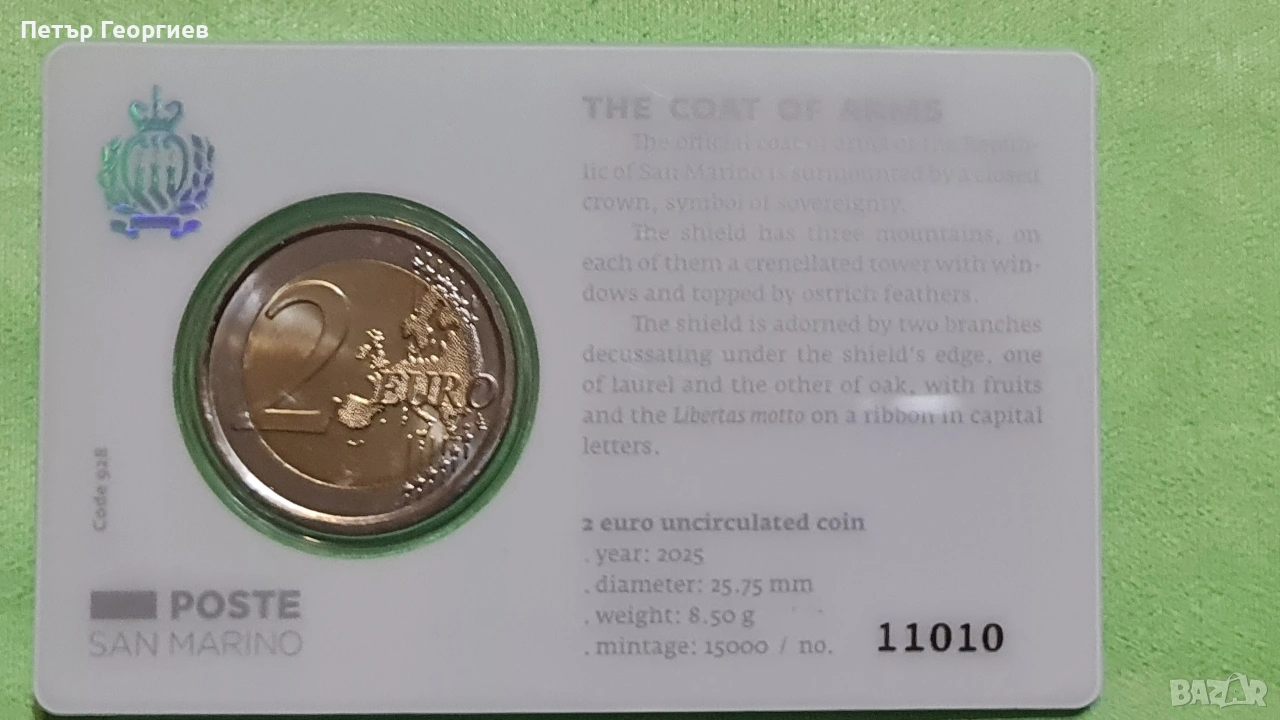 Петър Георгиев
THE COAT OF ARMS
The official coat of arms of the Repub-
lic of San Marino is surmounted by a closed
crown, symbol of sovereignty.
The shield has three mountains, on
each of them a crenellated tower with win-
dows and topped by ostrich feathers.
The shield is adorned by two branches
decussating under the shield's edge, one
of laurel and the other of oak, with fruits
and the Libertas motto on a ribbon in capital
letters.
2 EURO
Code 928
2 euro uncirculated coin
. year: 2025
. diameter: 25.75 mm
. weight: 8.50 g
. mintage: 15000 / no. 11010
POSTE
SAN MARINO
BAZAR